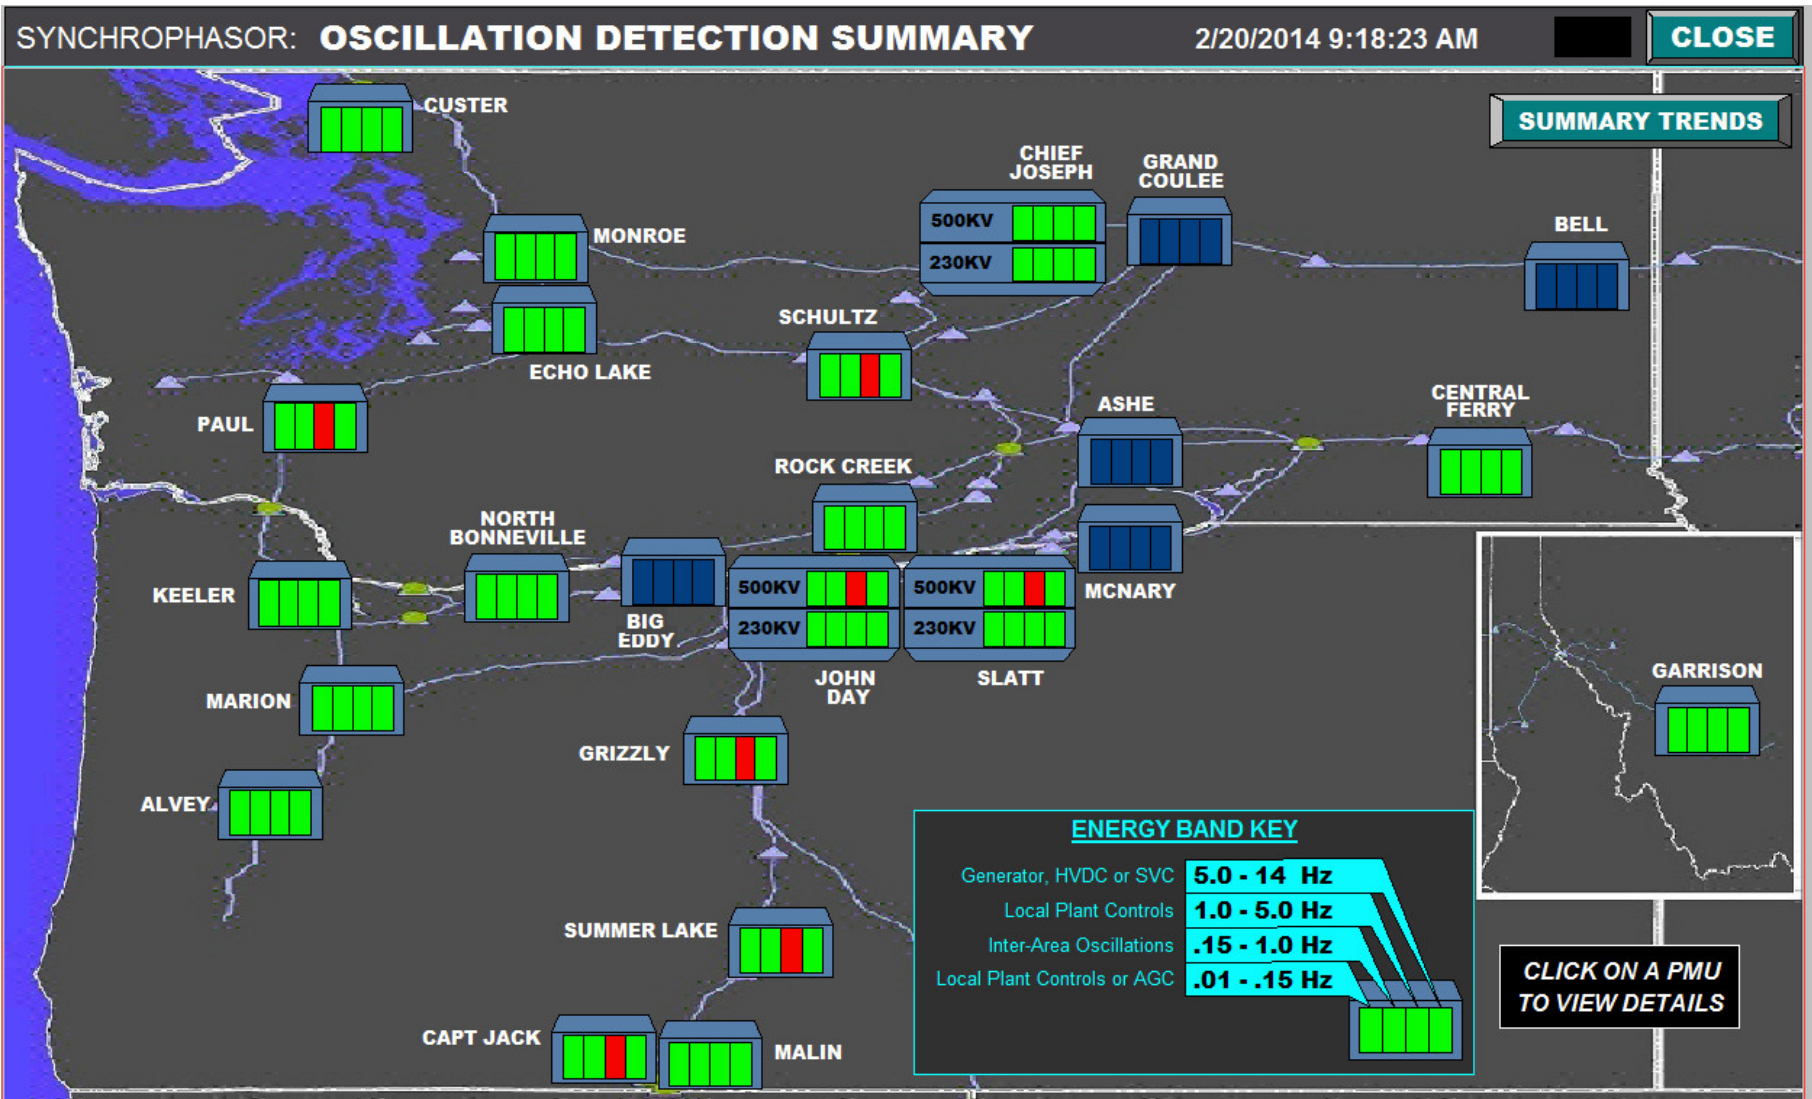 SYNCHROPHASOR: OSCILLATION DETECTION SUMMARY 2/20/2014 9:18:23 AM CLOSE
SUMMARY TRENDS
CUSTER
CHIEF
JOSEPH
GRAND
COULEE
500KV
230KV
BELL
MONROE
SCHULTZ
ECHO LAKE
PAUL
ASHE
CENTRAL
FERRY
ROCK CREEK
NORTH
BONNEVILLE
KEELER
BIG
EDDY
500KV
230KV
JOHN
DAY
500KV
230KV
SLATT
MCNARY
MARION
GARRISON
GRIZZLY
ALVEY
SUMMER LAKE
CAPT JACK
MALIN
ENERGY BAND KEY
Generator, HVDC or SVC 5.0 - 14 Hz
Local Plant Controls 1.0 - 5.0 Hz
Inter-Area Oscillations .15 - 1.0 Hz
Local Plant Controls or AGC .01 - .15 Hz
CLICK ON A PMU
TO VIEW DETAILS